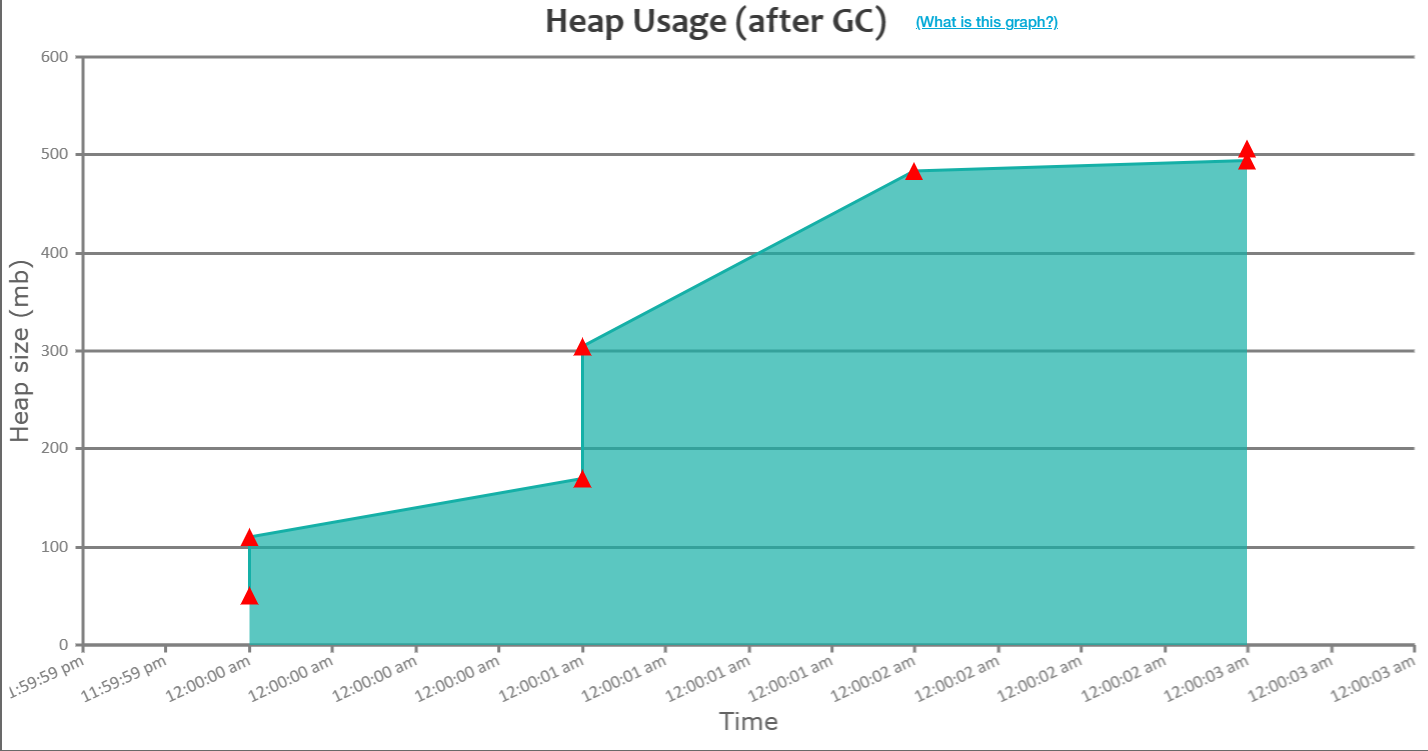 Heap Usage (after GC) (What is this graph?)
600
500
400
300
200
100
0
Heap size (mb)
1:59:59 pm
11:59:59 pm
12:00:00 am
12:00:00 am
12:00:00 am
12:00:00 am
12:00:01 am
12:00:01 am
12:00:01 am
12:00:01 am
12:00:02 am
12:00:02 am
12:00:02 am
12:00:02 am
12:00:03 am
12:00:03 am
12:00:03 am
Time